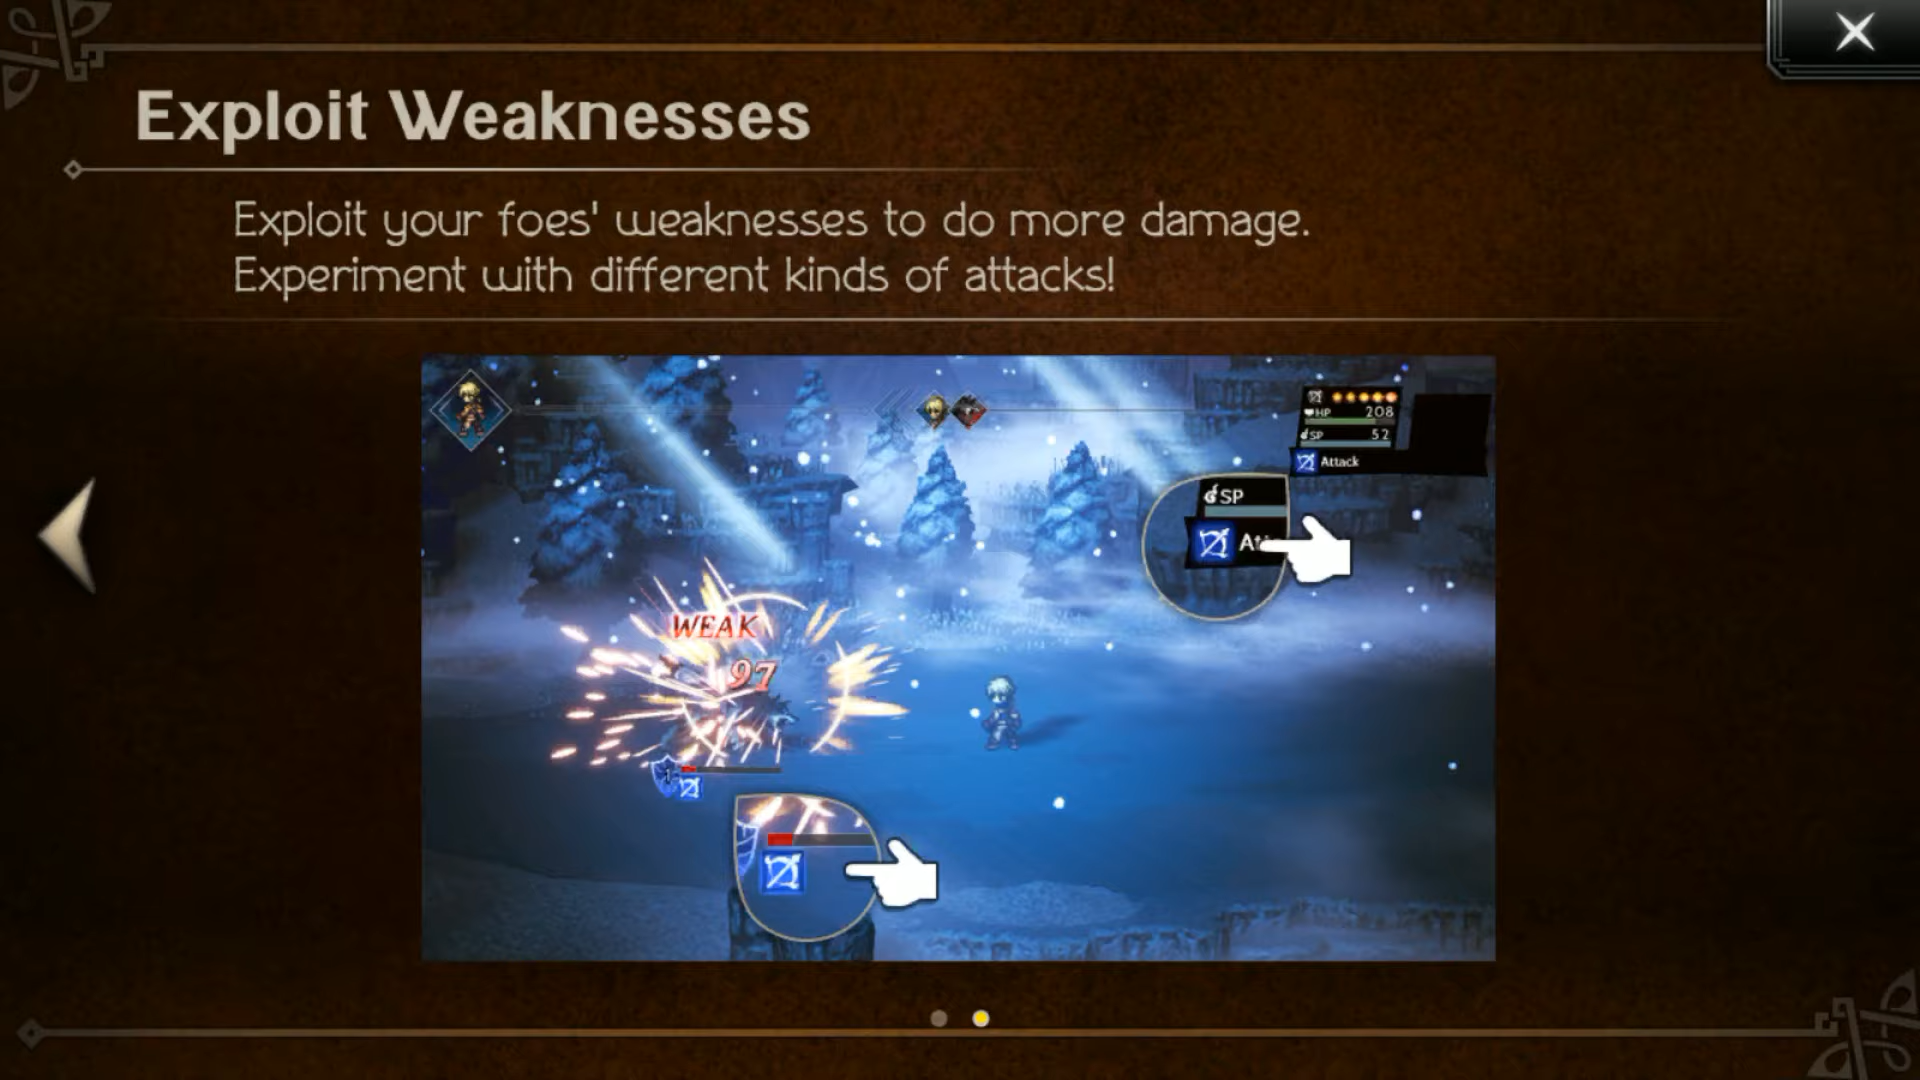 Exploit Weaknesses
Exploit your foes' weaknesses to do more damage.
Experiment with different kinds of attacks!
HP 208
SP 52
Attack
SP
WEAK
97
1